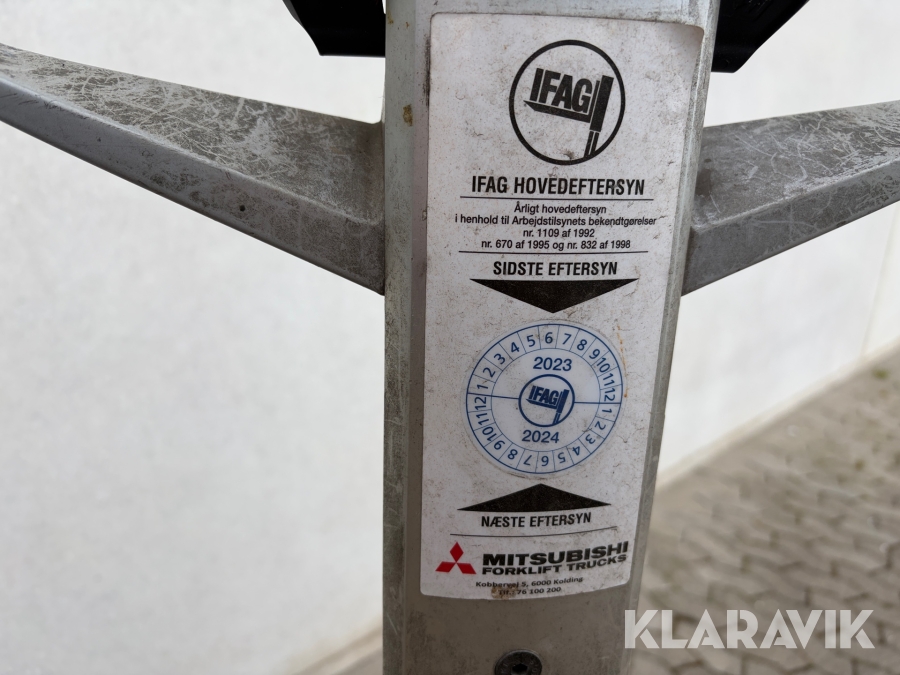 IFAG
IFAG HOVEDEFTERSYN
Årligt hovedeftersyn
i henhold til Arbejdstilsynets bekendtgørelser
nr. 1109 af 1992
nr. 670 af 1995 og nr. 832 af 1998
SIDSTE EFTERSYN
1 2 3 4 5 6 7 8 9 10 11 12
2023
IFAG
2024
1 2 3 4 5 6 7 8 9 10 11 12
NÆSTE EFTERSYN
MITSUBISHI
FORKLIFT TRUCKS
Kobbervej 5, 6000 Kolding
Tlf.: 76 100 200
KLARAVIK